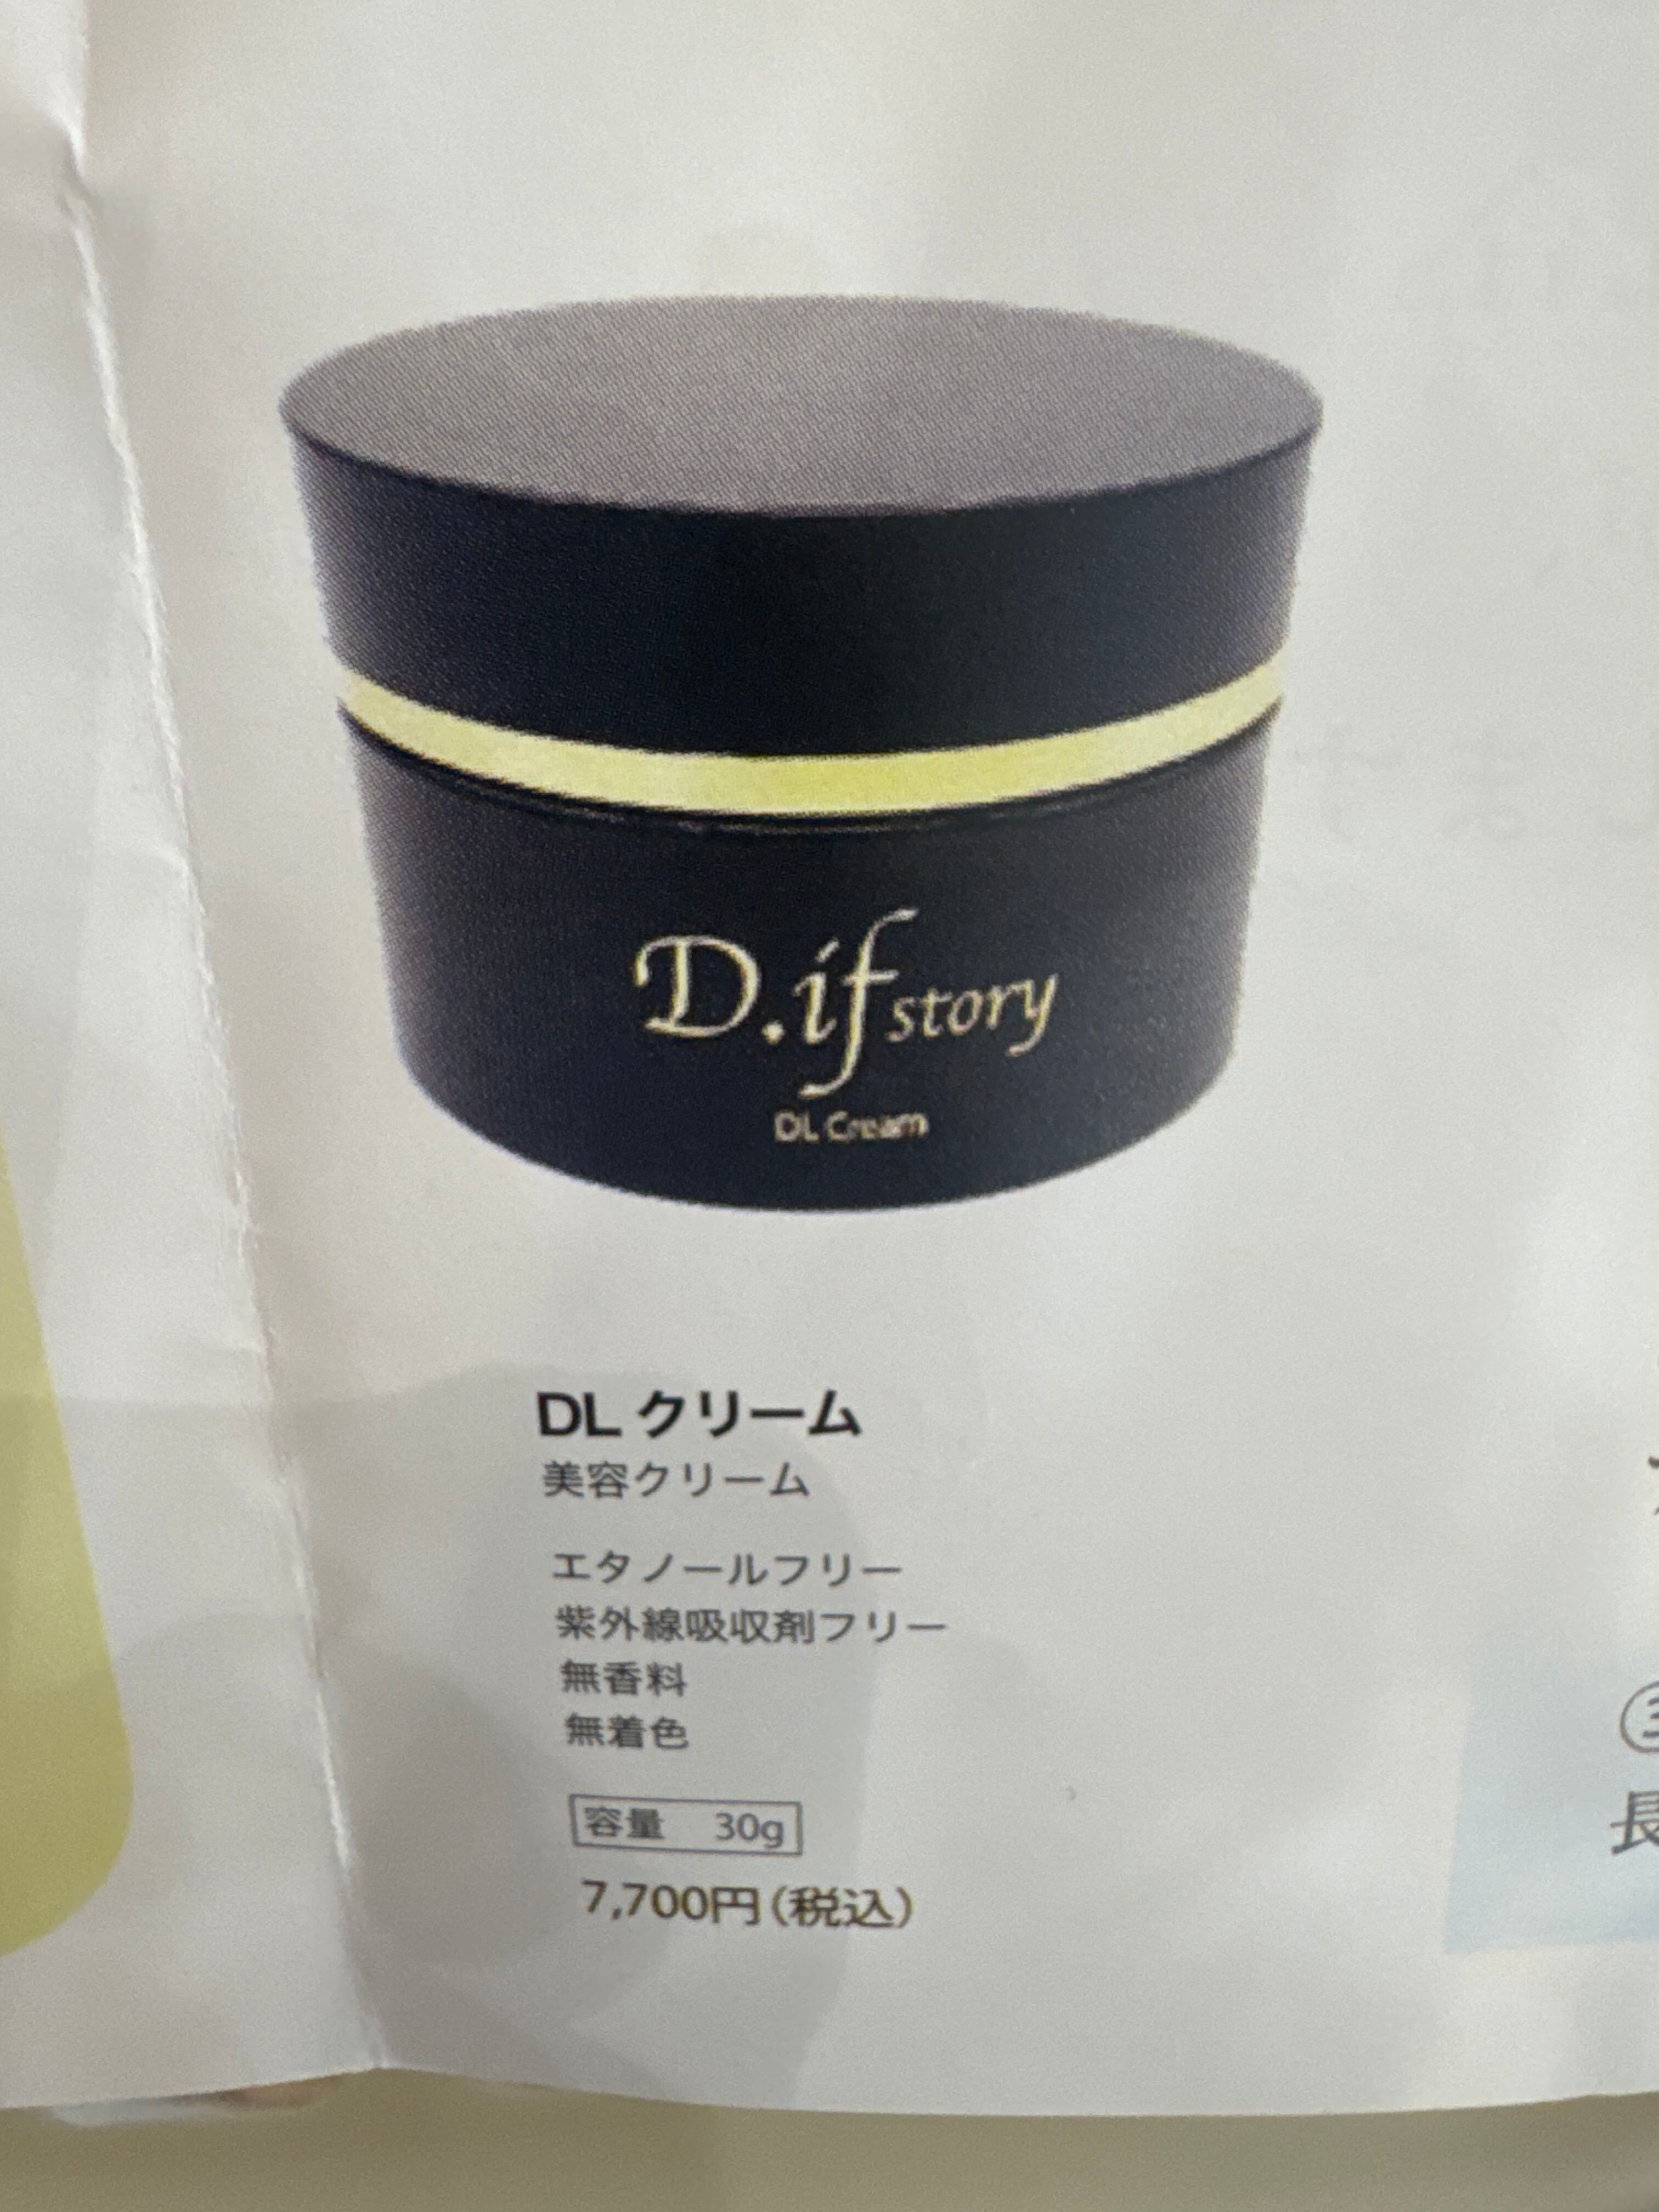 D.if story
DL Cream
DL クリーム
美容クリーム
エタノールフリー
紫外線吸収剤フリー
無香料
無着色
容量 30g
7,700円(税込)
③
長